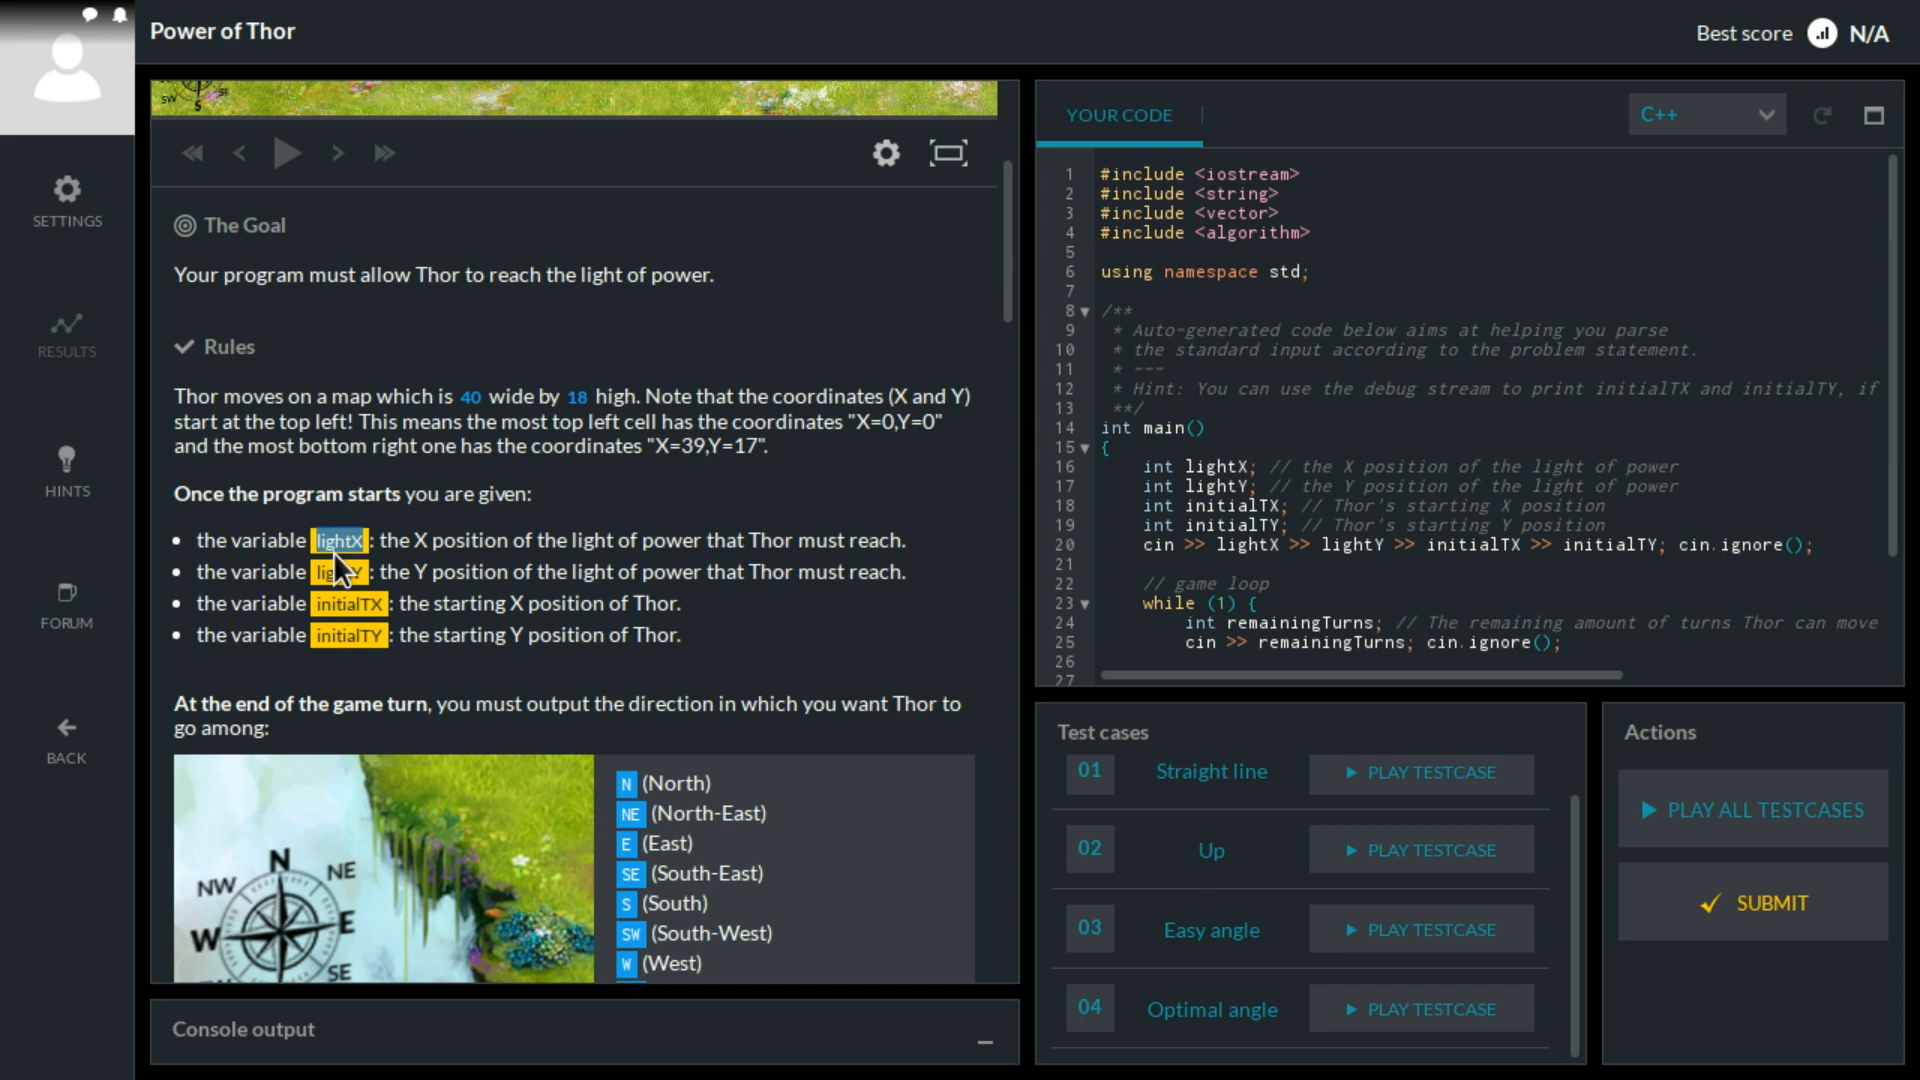 Power of Thor
Best score N/A
SETTINGS
RESULTS
HINTS
FORUM
BACK
SW S SE
The Goal
Your program must allow Thor to reach the light of power.
Rules
Thor moves on a map which is 40 wide by 18 high. Note that the coordinates (X and Y)
start at the top left! This means the most top left cell has the coordinates "X=0,Y=0"
and the most bottom right one has the coordinates "X=39,Y=17".
Once the program starts you are given:
• the variable lightX: the X position of the light of power that Thor must reach.
• the variable lightY: the Y position of the light of power that Thor must reach.
• the variable initialTX: the starting X position of Thor.
• the variable initialTY: the starting Y position of Thor.
At the end of the game turn, you must output the direction in which you want Thor to
go among:
N
NW NE
W E
SE
N (North)
NE (North-East)
E (East)
SE (South-East)
S (South)
SW (South-West)
W (West)
Console output
YOUR CODE
C++
1 #include <iostream>
2 #include <string>
3 #include <vector>
4 #include <algorithm>
5
6 using namespace std;
7
8 /**
9 * Auto-generated code below aims at helping you parse
10 * the standard input according to the problem statement.
11 * ---
12 * Hint: You can use the debug stream to print initialTX and initialTY, if
13 **/
14 int main()
15 {
16 int lightX; // the X position of the light of power
17 int lightY; // the Y position of the light of power
18 int initialTX; // Thor's starting X position
19 int initialTY; // Thor's starting Y position
20 cin >> lightX >> lightY >> initialTX >> initialTY; cin.ignore();
21
22 // game loop
23 while (1) {
24 int remainingTurns; // The remaining amount of turns Thor can move
25 cin >> remainingTurns; cin.ignore();
26
27
Test cases
01 Straight line PLAY TESTCASE
02 Up PLAY TESTCASE
03 Easy angle PLAY TESTCASE
04 Optimal angle PLAY TESTCASE
Actions
PLAY ALL TESTCASES
SUBMIT